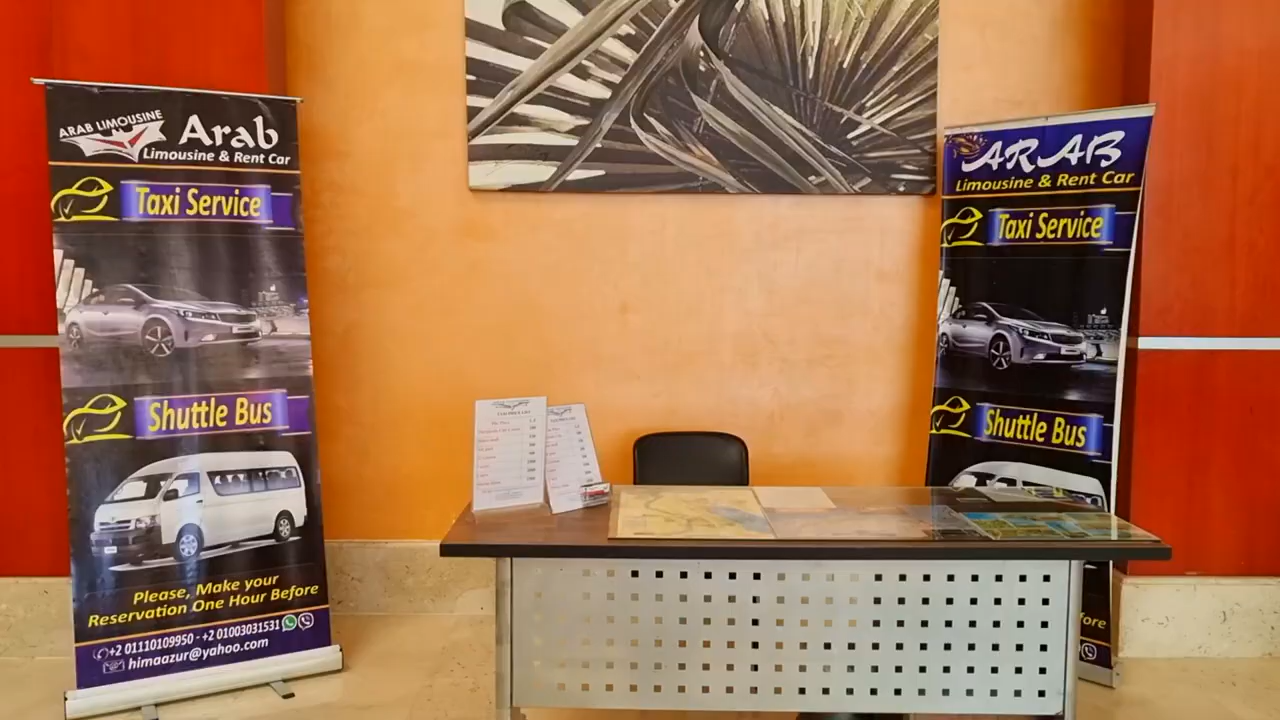 ARAB LIMOUSINE
Arab
Limousine & Rent Car
Taxi Service
Shuttle Bus
Please, Make your
Reservation One Hour Before
+2 01110109950 - +2 01003031531
himaazur@yahoo.com
ARAB
Limousine & Rent Car
Taxi Service
Shuttle Bus
fore